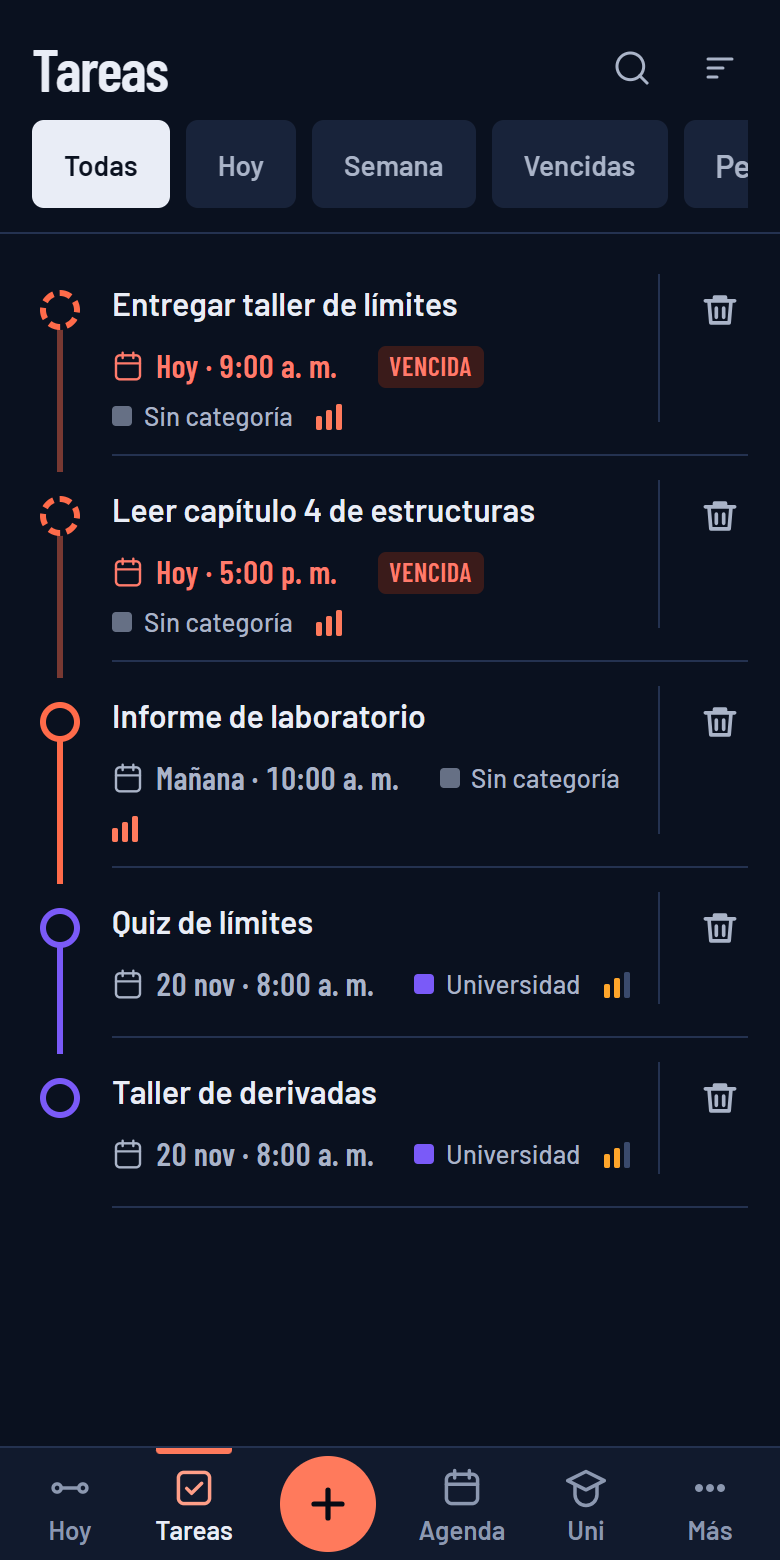 Tareas
Todas Hoy Semana Vencidas Pe
Entregar taller de límites
Hoy · 9:00 a. m. VENCIDA
Sin categoría
Leer capítulo 4 de estructuras
Hoy · 5:00 p. m. VENCIDA
Sin categoría
Informe de laboratorio
Mañana · 10:00 a. m. Sin categoría
Quiz de límites
20 nov · 8:00 a. m. Universidad
Taller de derivadas
20 nov · 8:00 a. m. Universidad
Hoy Tareas Agenda Uni Más